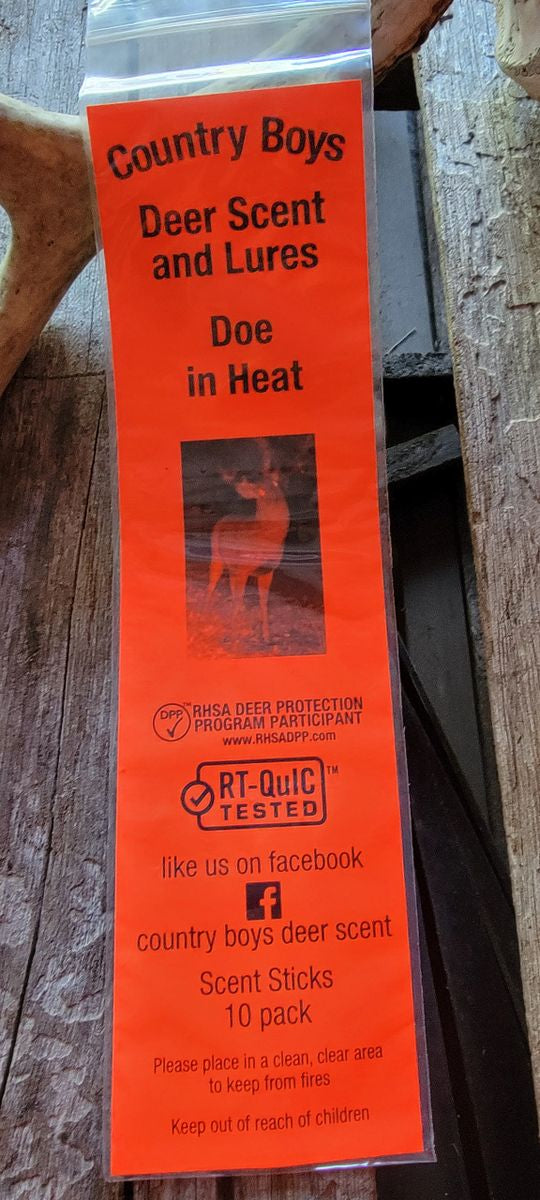 Country Boys
Deer Scent
and Lures
Doe
in Heat
DPP™
RHSA DEER PROTECTION
PROGRAM PARTICIPANT
www.RHSADPP.com
RT-QuIC™
TESTED
like us on facebook
f
country boys deer scent
Scent Sticks
10 pack
Please place in a clean, clear area
to keep from fires
Keep out of reach of children